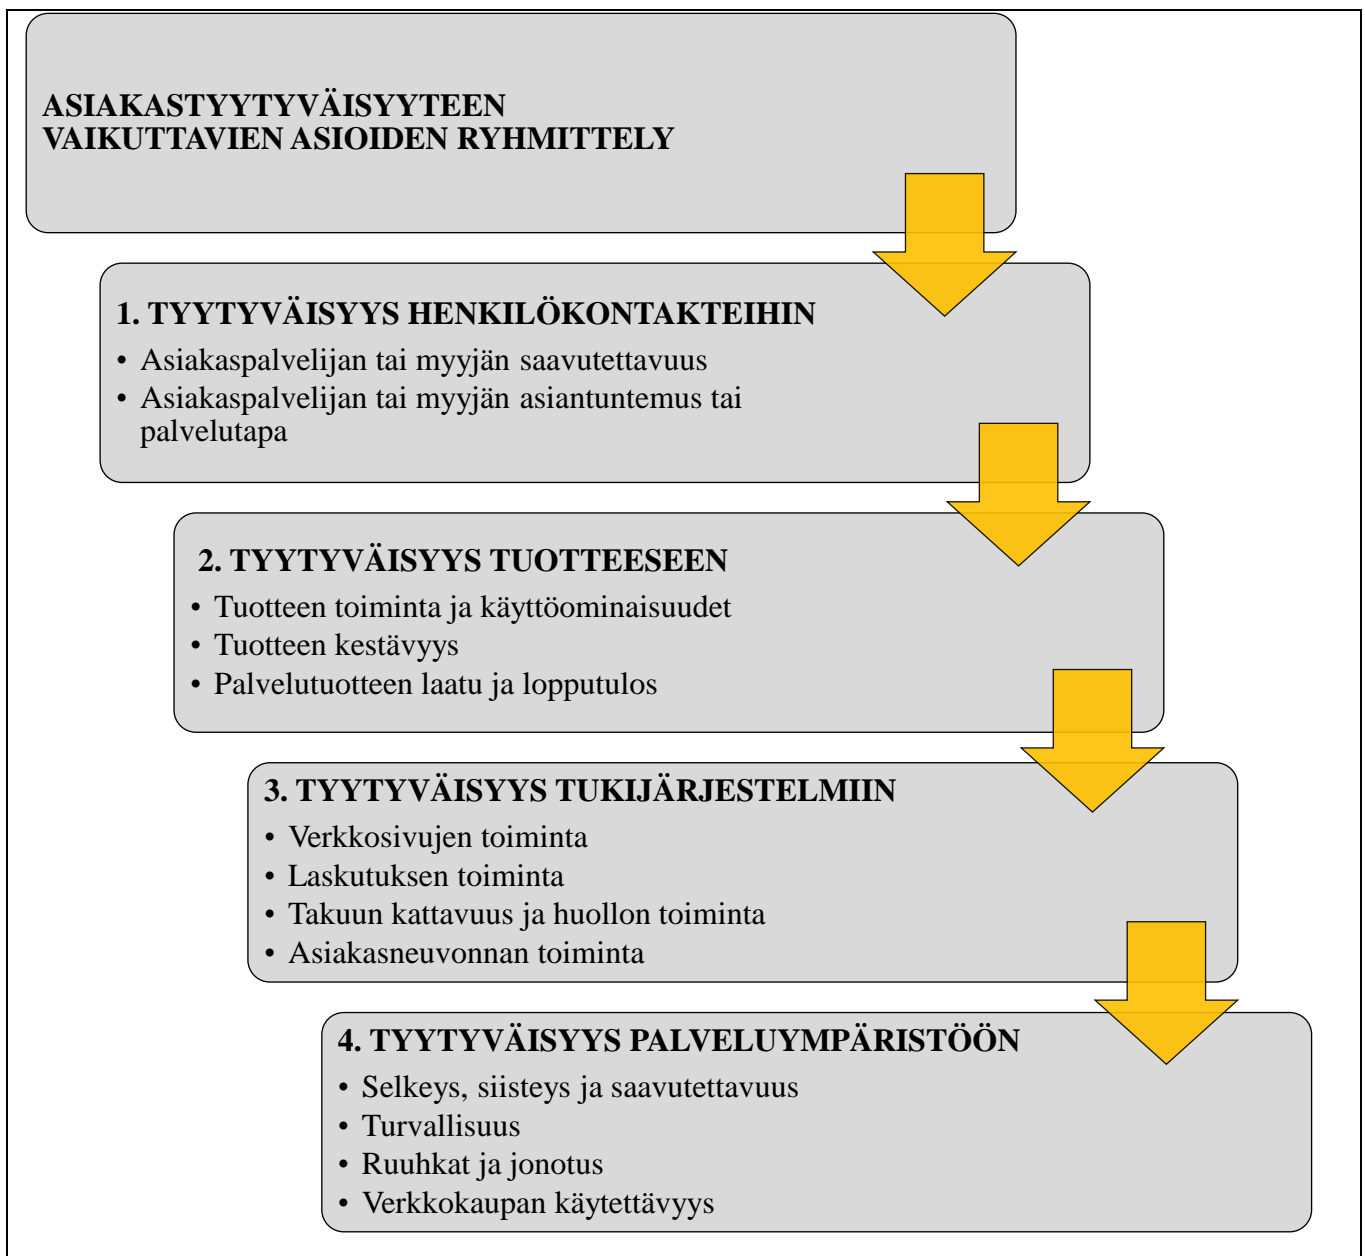 ASIAKASTYYTYVÄISYYTEEN
VAIKUTTAVIEN ASIOIDEN RYHMITTELY
1. TYYTYVÄISYYS HENKILÖKONTAKTEIHIN
• Asiakaspalvelijan tai myyjän saavutettavuus
• Asiakaspalvelijan tai myyjän asiantuntemus tai
palvelutapa
2. TYYTYVÄISYYS TUOTTEESEEN
• Tuotteen toiminta ja käyttöominaisuudet
• Tuotteen kestävyys
• Palvelutuotteen laatu ja lopputulos
3. TYYTYVÄISYYS TUKIJÄRJESTELMIIN
• Verkkosivujen toiminta
• Laskutuksen toiminta
• Takuun kattavuus ja huollon toiminta
• Asiakasneuvonnan toiminta
4. TYYTYVÄISYYS PALVELUYMPÄRISTÖÖN
• Selkeys, siisteys ja saavutettavuus
• Turvallisuus
• Ruuhkat ja jonotus
• Verkkokaupan käytettävyys